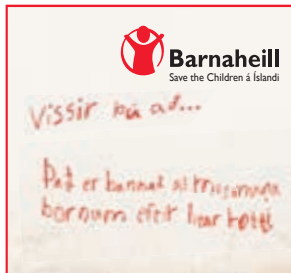 Barnaheill
Save the Children á Íslandi
Vissir þú að...
Það er bannað að mismuna
börnum eftir